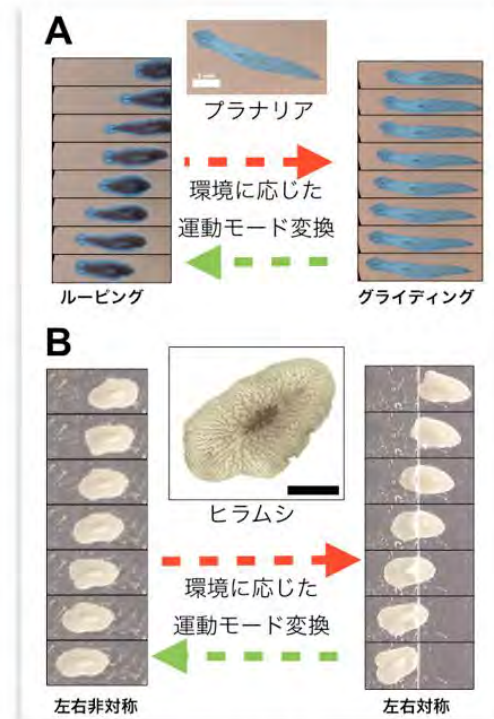 A
プラナリア
環境に応じた
運動モード変換
ルーピング
グライディング
B
ヒラムシ
環境に応じた
運動モード変換
左右非対称
左右対称